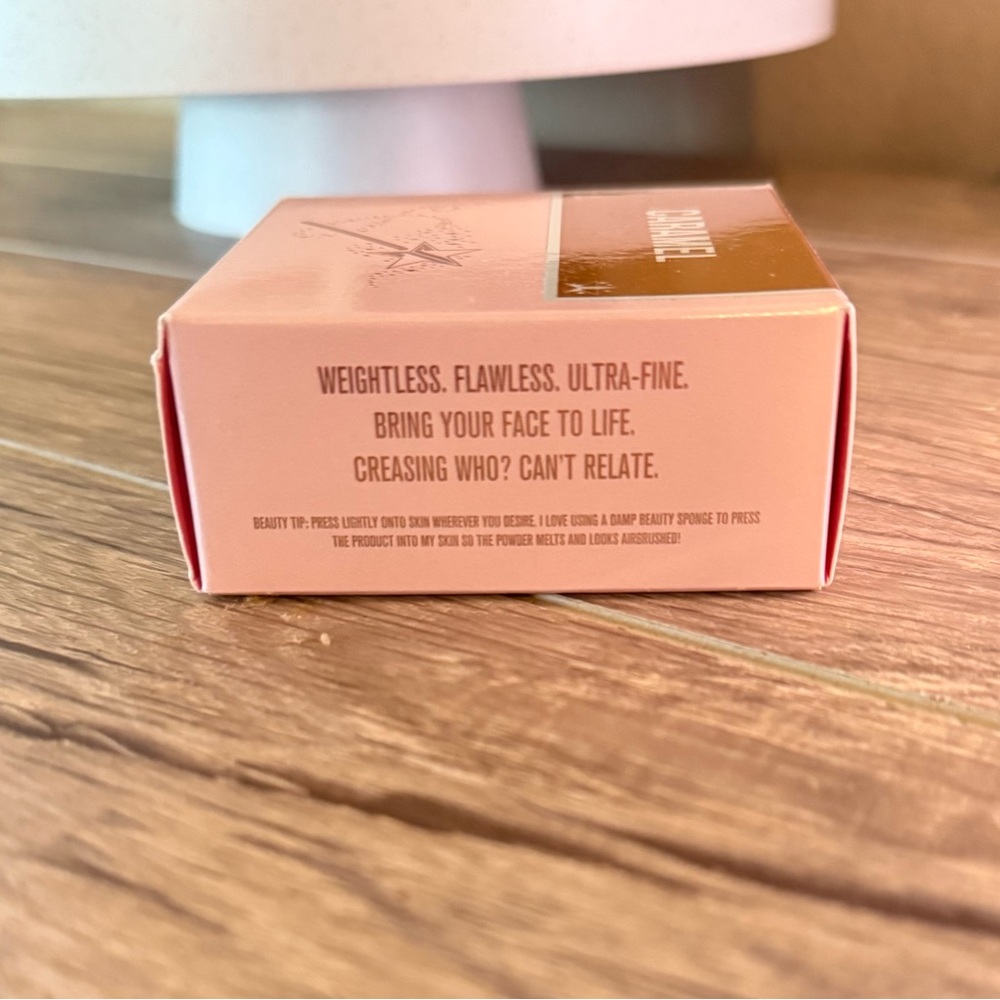 CARAMEL
WEIGHTLESS. FLAWLESS. ULTRA-FINE.
BRING YOUR FACE TO LIFE.
CREASING WHO? CAN'T RELATE.
BEAUTY TIP: PRESS LIGHTLY ONTO SKIN WHEREVER YOU DESIRE. I LOVE USING A DAMP BEAUTY SPONGE TO PRESS
THE PRODUCT INTO MY SKIN SO THE POWDER MELTS AND LOOKS AIRBRUSHED!